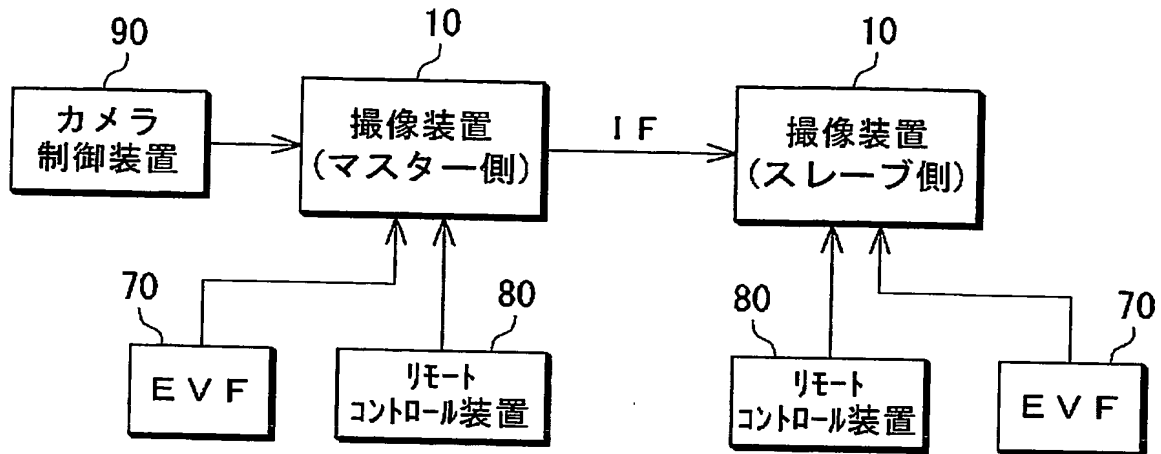 90
10
10
カメラ
制御装置
撮像装置
(マスター側)
IF
撮像装置
(スレーブ側)
70
80
80
70
EVF
リモート
コントロール装置
リモート
コントロール装置
EVF